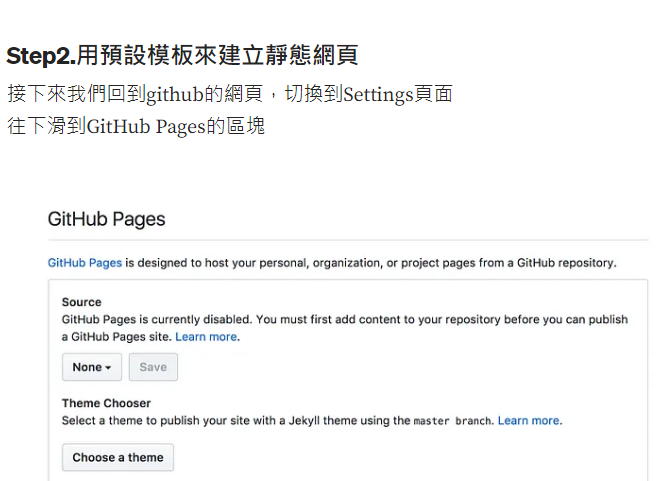 Step2.用預設模板來建立靜態網頁
接下來我們回到github的網頁，切換到Settings頁面
往下滑到GitHub Pages的區塊
GitHub Pages
GitHub Pages is designed to host your personal, organization, or project pages from a GitHub repository.
Source
GitHub Pages is currently disabled. You must first add content to your repository before you can publish
a GitHub Pages site. Learn more.
None Save
Theme Chooser
Select a theme to publish your site with a Jekyll theme using the master branch. Learn more.
Choose a theme